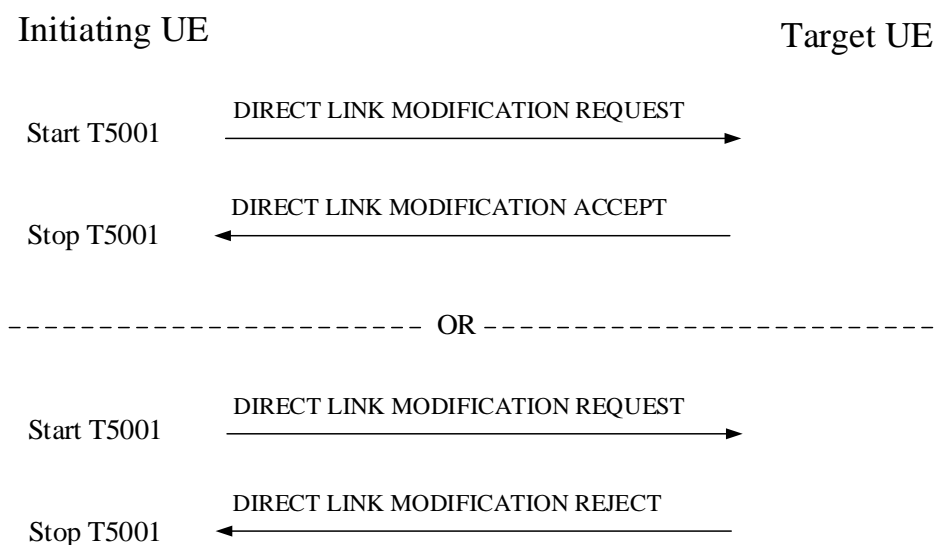 Initiating UE
Target UE
DIRECT LINK MODIFICATION REQUEST
Start T5001
DIRECT LINK MODIFICATION ACCEPT
Stop T5001
OR
DIRECT LINK MODIFICATION REQUEST
Start T5001
DIRECT LINK MODIFICATION REJECT
Stop T5001